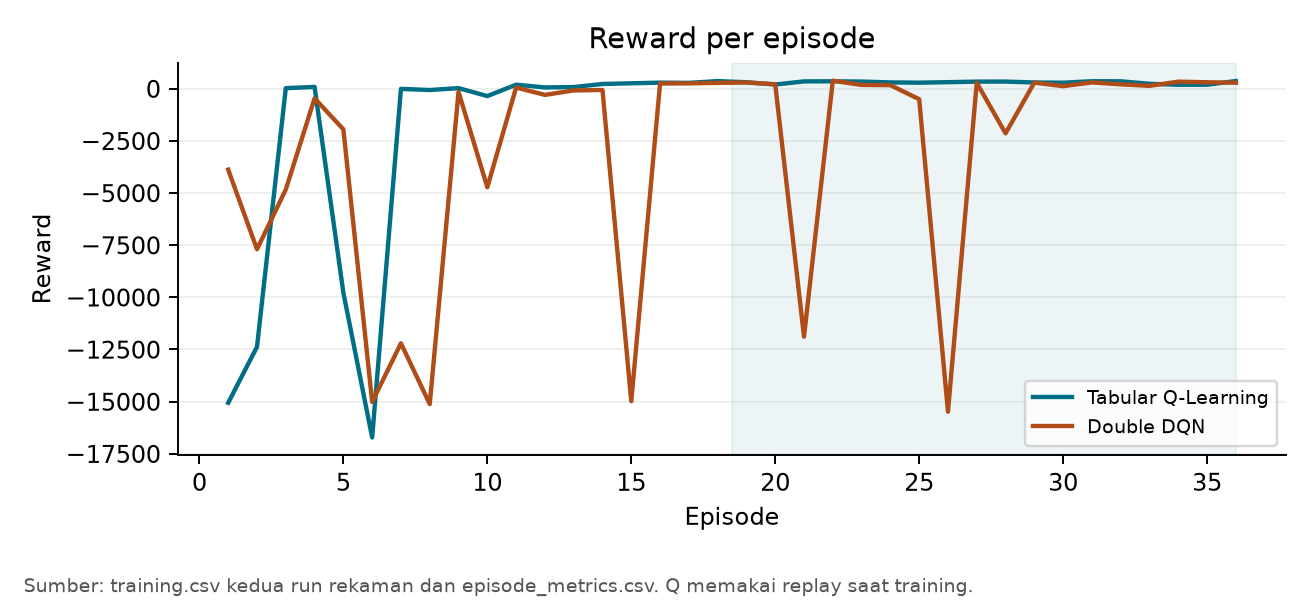 Reward per episode
Reward
0
−2500
−5000
−7500
−10000
−12500
−15000
−17500
0 5 10 15 20 25 30 35
Episode
Tabular Q-Learning
Double DQN
Sumber: training.csv kedua run rekaman dan episode_metrics.csv. Q memakai replay saat training.